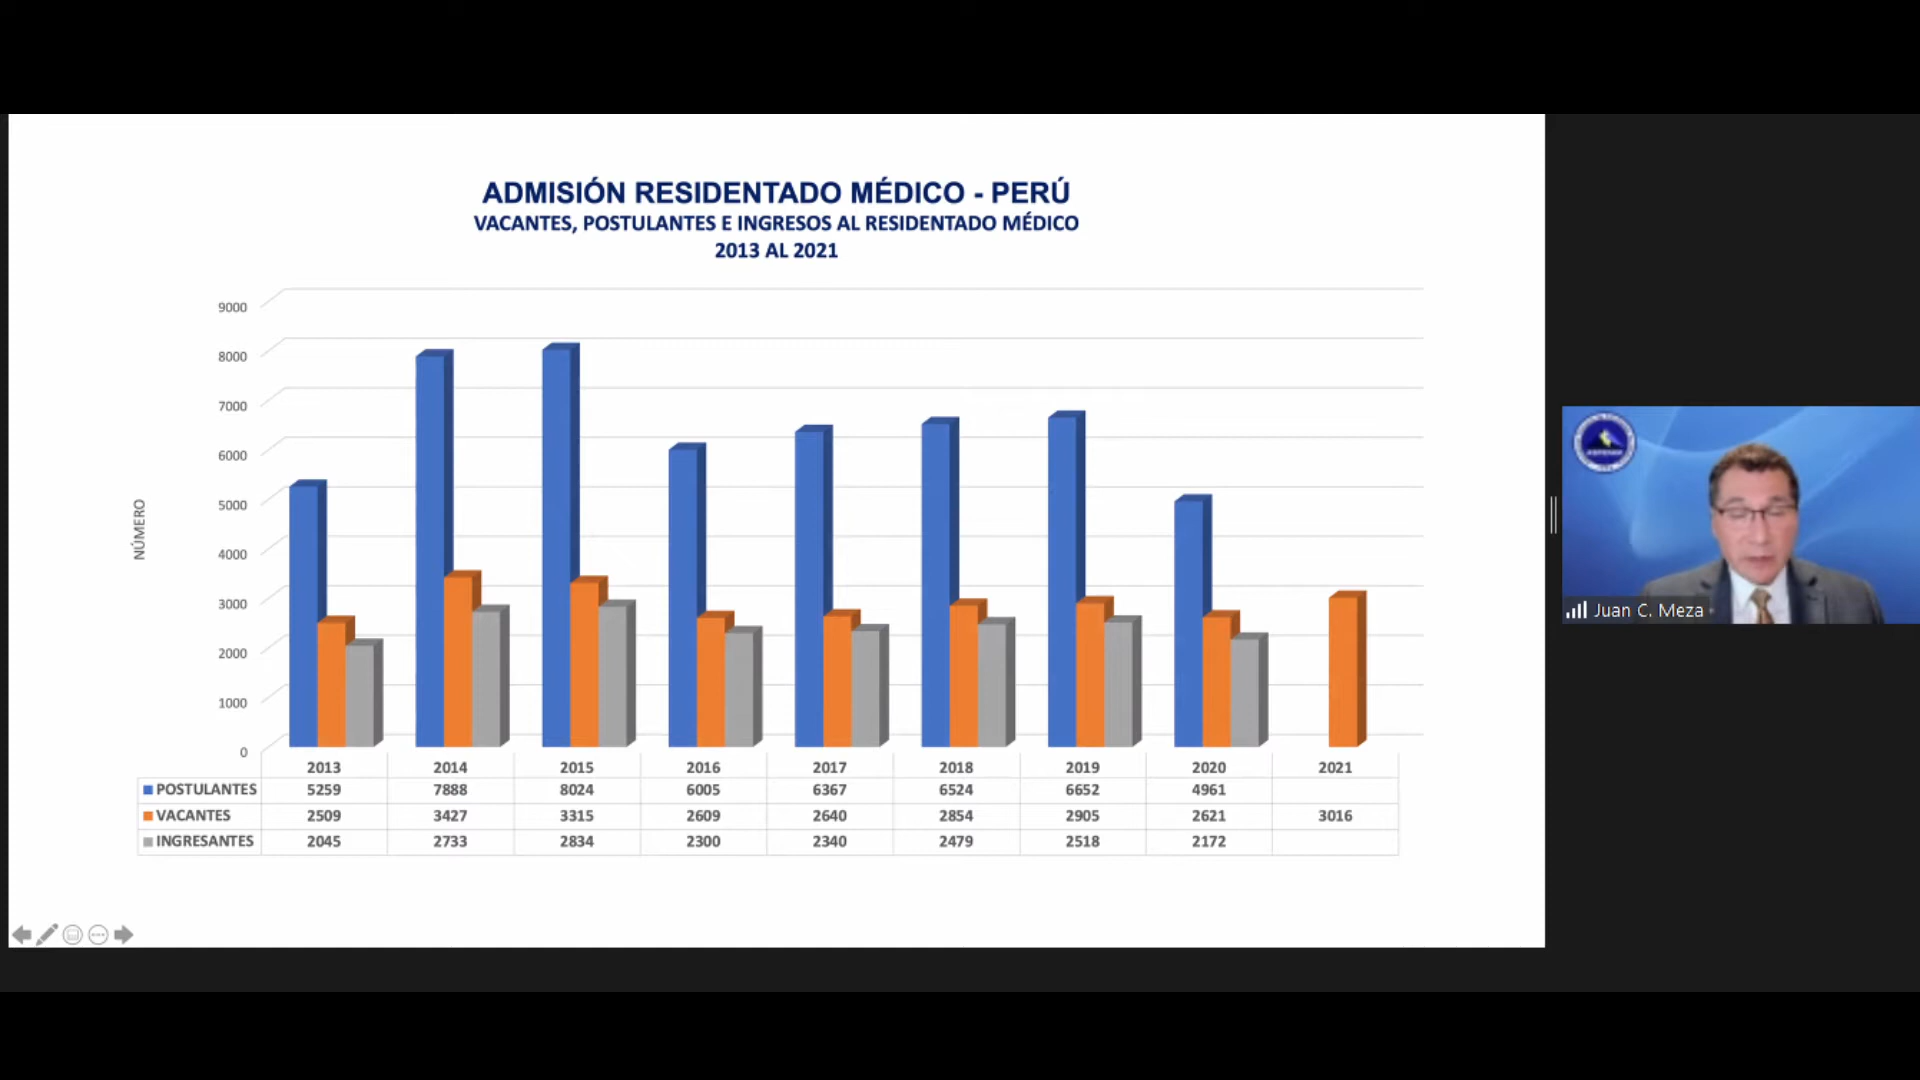 ADMISIÓN RESIDENTADO MÉDICO - PERÚ
VACANTES, POSTULANTES E INGRESOS AL RESIDENTADO MÉDICO
2013 AL 2021
NÚMERO
9000
8000
7000
6000
5000
4000
3000
2000
1000
0
2013 2014 2015 2016 2017 2018 2019 2020 2021
POSTULANTES 5259 7888 8024 6005 6367 6524 6652 4961
VACANTES 2509 3427 3315 2609 2640 2854 2905 2621 3016
INGRESANTES 2045 2733 2834 2300 2340 2479 2518 2172
Juan C. Meza